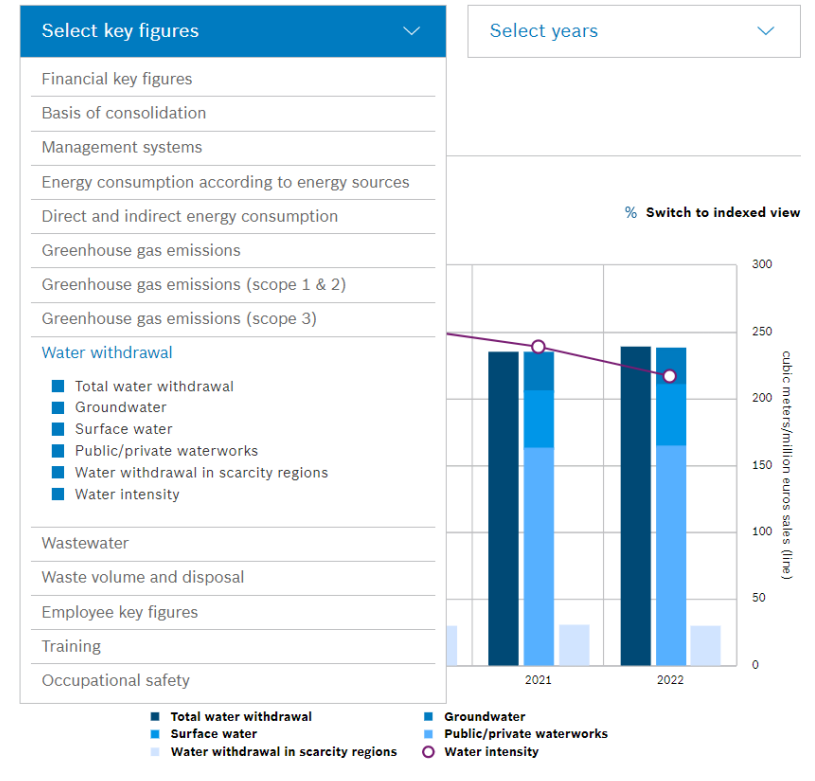 Select key figures
Select years
Financial key figures
Basis of consolidation
Management systems
Energy consumption according to energy sources
Direct and indirect energy consumption
Greenhouse gas emissions
Greenhouse gas emissions (scope 1 & 2)
Greenhouse gas emissions (scope 3)
Water withdrawal
Total water withdrawal
Groundwater
Surface water
Public/private waterworks
Water withdrawal in scarcity regions
Water intensity
Wastewater
Waste volume and disposal
Employee key figures
Training
Occupational safety
% Switch to indexed view
300
250
200
150
100
50
0
cubic meters/million euros sales (line)
2021 2022
Total water withdrawal
Groundwater
Surface water
Public/private waterworks
Water withdrawal in scarcity regions
Water intensity